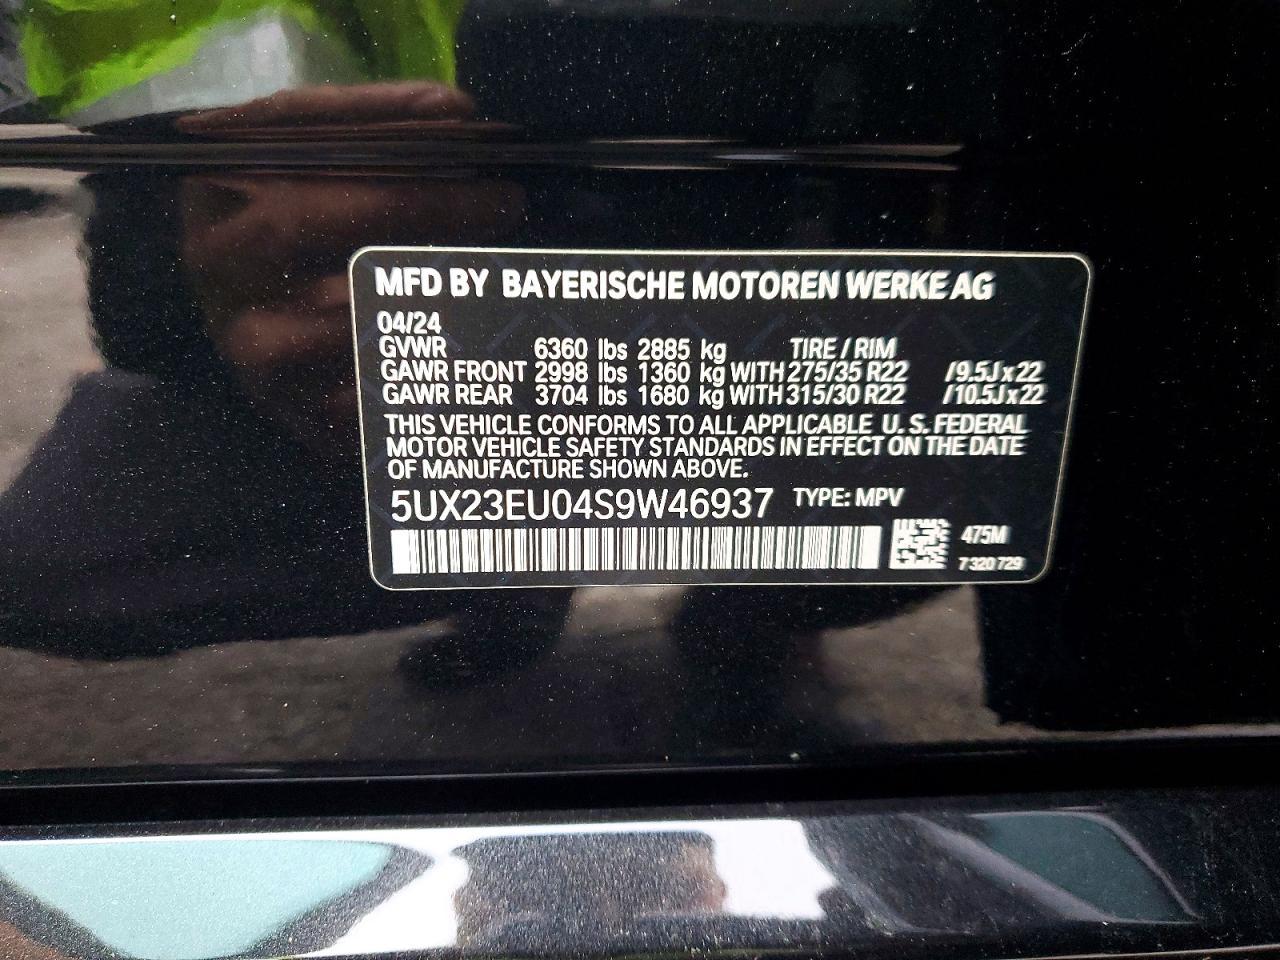 MFD BY BAYERISCHE MOTOREN WERKE AG
04/24
GVWR 6360 lbs 2885 kg TIRE / RIM
GAWR FRONT 2998 lbs 1360 kg WITH 275/35 R22 /9.5J x 22
GAWR REAR 3704 lbs 1680 kg WITH 315/30 R22 /10.5J x 22
THIS VEHICLE CONFORMS TO ALL APPLICABLE U. S. FEDERAL
MOTOR VEHICLE SAFETY STANDARDS IN EFFECT ON THE DATE
OF MANUFACTURE SHOWN ABOVE.
5UX23EU04S9W46937 TYPE: MPV
475M
7 320 729